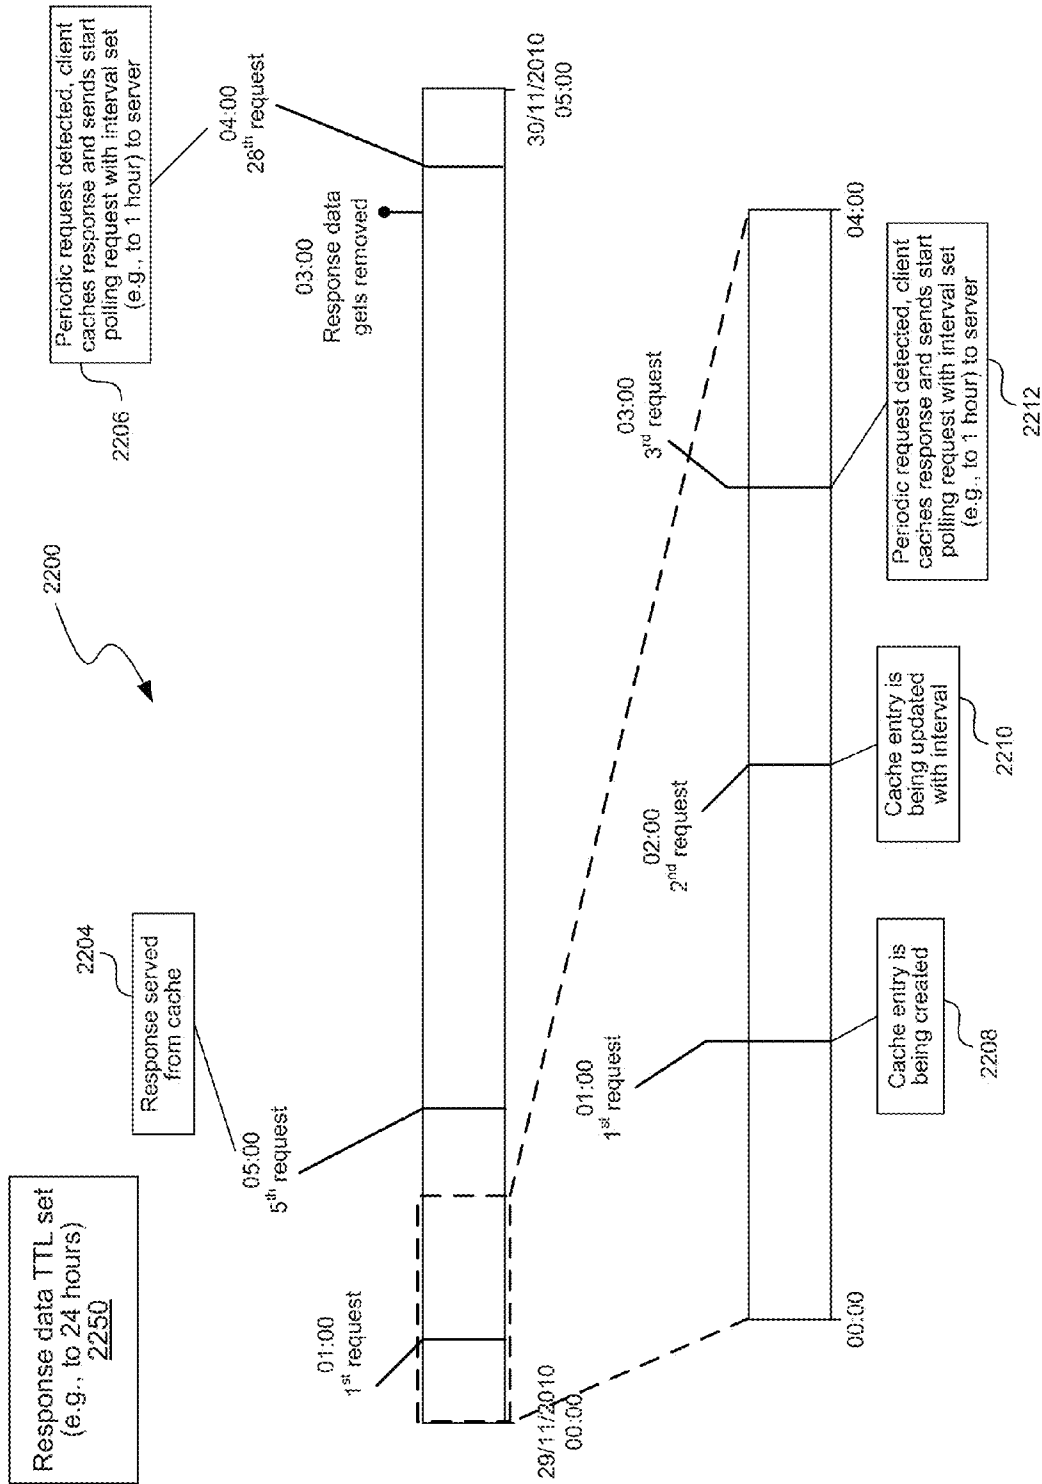 Response data TTL set
(e.g., to 24 hours)
2250
2204
Response served
from cache
2200
2206
Periodic request detected, client
caches response and sends start
polling request with interval set
(e.g., to 1 hour) to server
01:00
1st request
05:00
5th request
03:00
Response data
gets removed
04:00
28th request
29/11/2010
00:00
30/11/2010
05:00
01:00
1st request
02:00
2nd request
03:00
3rd request
00:00
04:00
Cache entry is
being created
2208
Cache entry is
being updated
with interval
2210
Periodic request detected, client
caches response and sends start
polling request with interval set
(e.g., to 1 hour) to server
2212